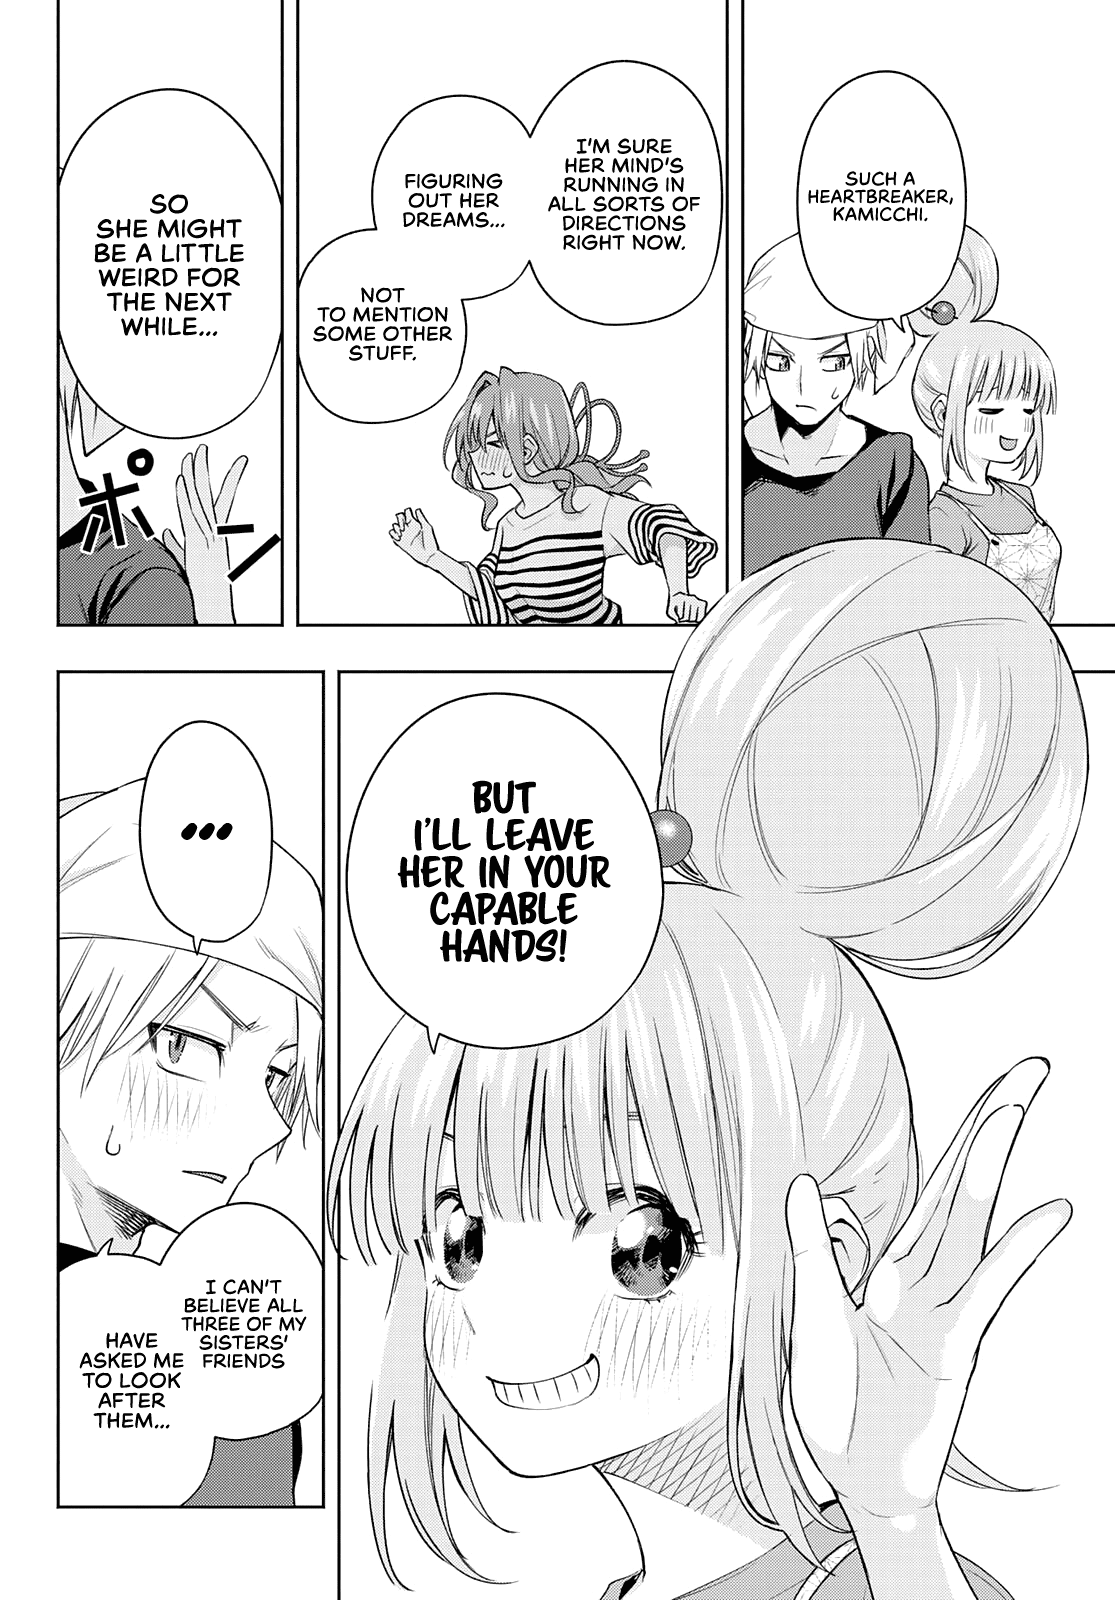 SUCH A
HEARTBREAKER,
KAMICCHI.
I'M SURE
HER MIND'S
RUNNING IN
ALL SORTS OF
DIRECTIONS
RIGHT NOW.
FIGURING
OUT HER
DREAMS...
NOT
TO MENTION
SOME OTHER
STUFF.
SO
SHE MIGHT
BE A LITTLE
WEIRD FOR
THE NEXT
WHILE...
ポン
BUT
I'LL LEAVE
HER IN YOUR
CAPABLE
HANDS!
...
I CAN'T
BELIEVE ALL
THREE OF MY
SISTERS'
FRIENDS
HAVE
ASKED ME
TO LOOK
AFTER
THEM...